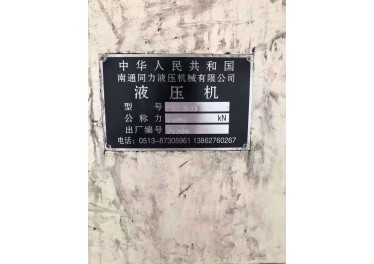 中华人民共和国
南通同力液压机械有限公司
液压机
型号
公称力 kN
出厂编号
电话：0513-87305961 13862760267